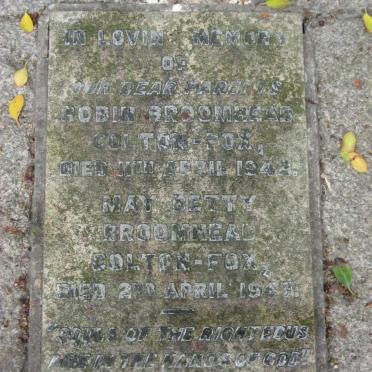 IN LOVING MEMORY
OF
OUR DEAR PARENTS
ROBIN BROOMHEAD
COLTON-FOX,
DIED 11TH APRIL 1942.
MAY BETTY
BROOMHEAD
COLTON-FOX,
DIED 2ND APRIL
"SOULS OF THE RIGHTEOUS
ARE IN THE HANDS OF GOD"